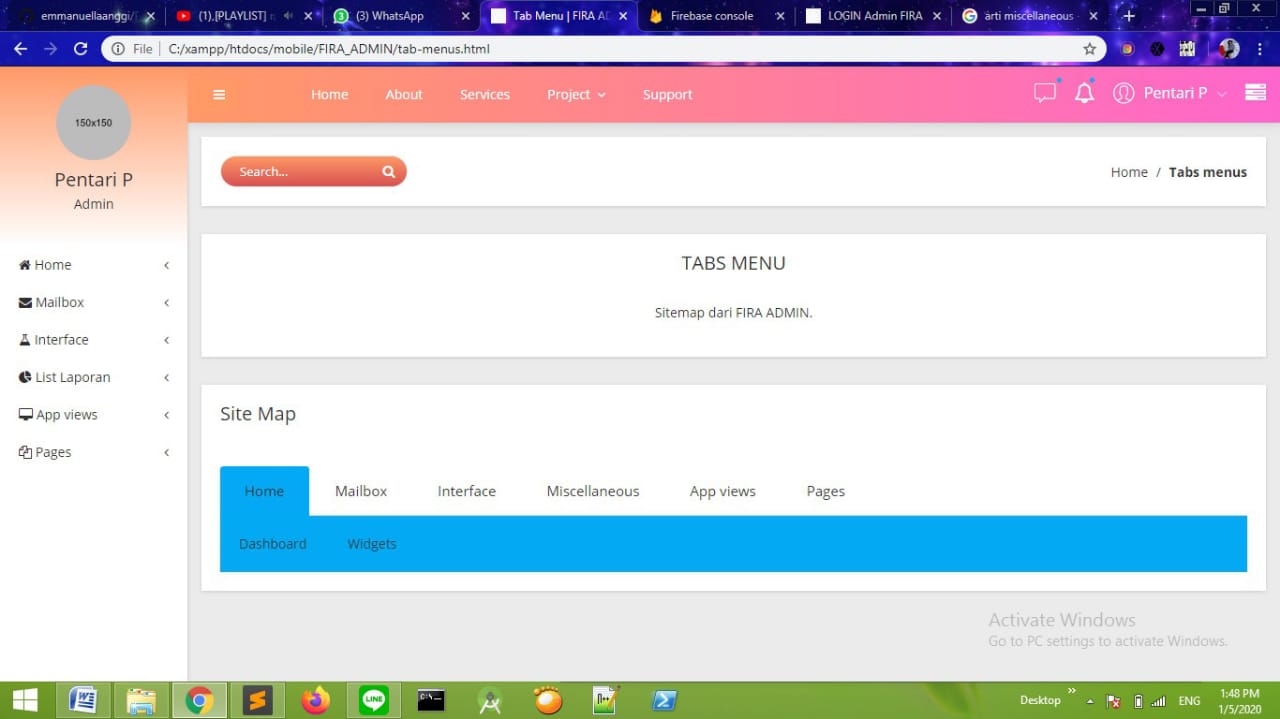 emmanuellaanggi/
(1).[PLAYLIST]
(3) WhatsApp
Tab Menu | FIRA AD
Firebase console
LOGIN Admin FIRA
arti miscellaneous
File C:/xampp/htdocs/mobile/FIRA_ADMIN/tab-menus.html
150x150
Pentari P
Admin
Home
Mailbox
Interface
List Laporan
App views
Pages
Home About Services Project Support
Pentari P
Search...
Home / Tabs menus
TABS MENU
Sitemap dari FIRA ADMIN.
Site Map
Home Mailbox Interface Miscellaneous App views Pages
Dashboard Widgets
Activate Windows
Go to PC settings to activate Windows.
Desktop
ENG
1:48 PM
1/5/2020